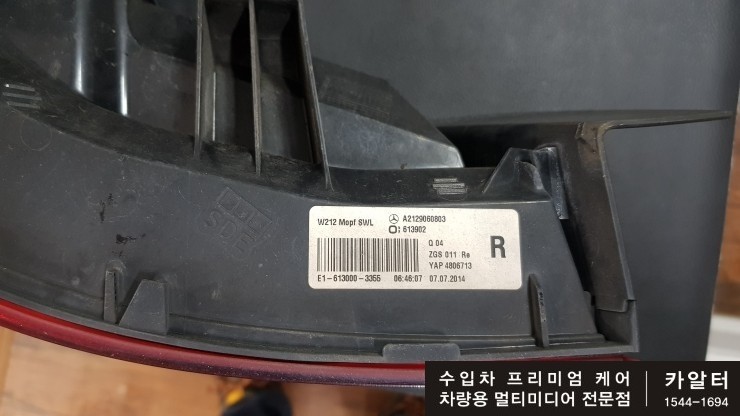 W212 Mopf SWL
A2129060803
O: 613902
Q 04
ZGS 011 Re
YAP 4806713
R
E1-613000-3355 06:46:07 07.07.2014
수입차 프리미엄 케어
차량용 멀티미디어 전문점
카알터
1544-1694